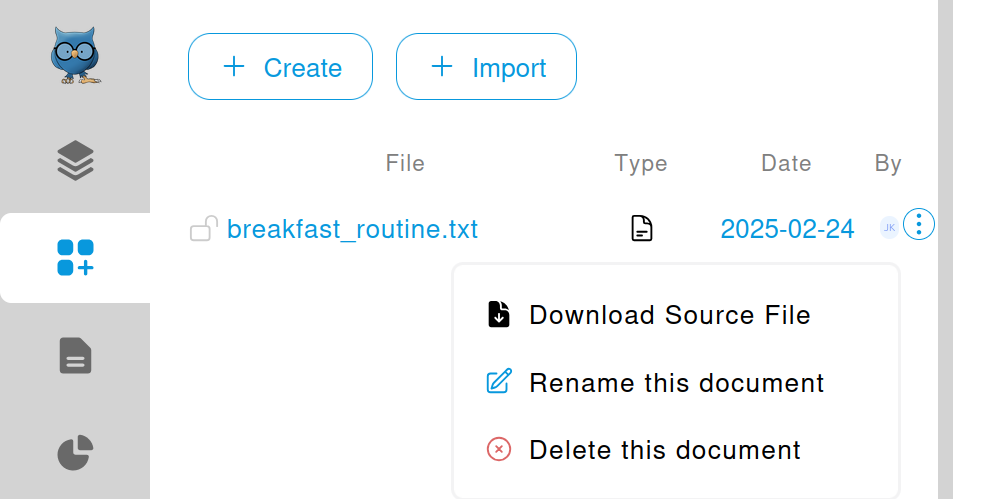 + Create + Import
File Type Date By
breakfast_routine.txt 2025-02-24 JK
Download Source File
Rename this document
Delete this document